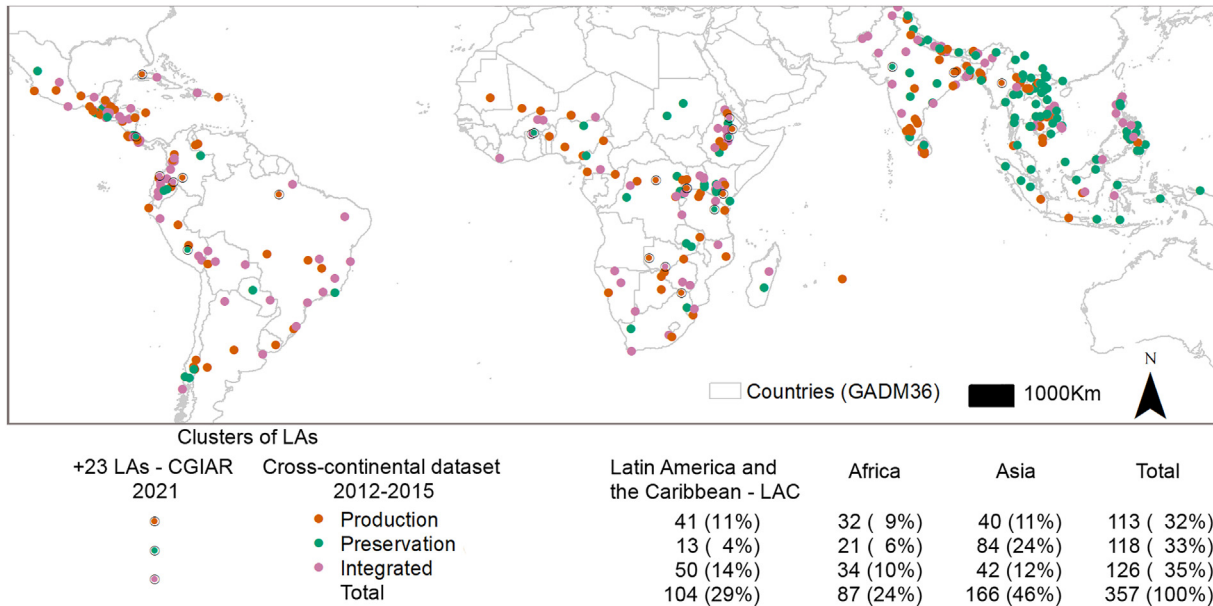 N
Countries (GADM36) 1000Km
Clusters of LAs
+23 LAs - CGIAR Cross-continental dataset Latin America and Africa Asia Total
2021 2012-2015 the Caribbean - LAC
Production 41 (11%) 32 ( 9%) 40 (11%) 113 ( 32%)
Preservation 13 ( 4%) 21 ( 6%) 84 (24%) 118 ( 33%)
Integrated 50 (14%) 34 (10%) 42 (12%) 126 ( 35%)
Total 104 (29%) 87 (24%) 166 (46%) 357 (100%)